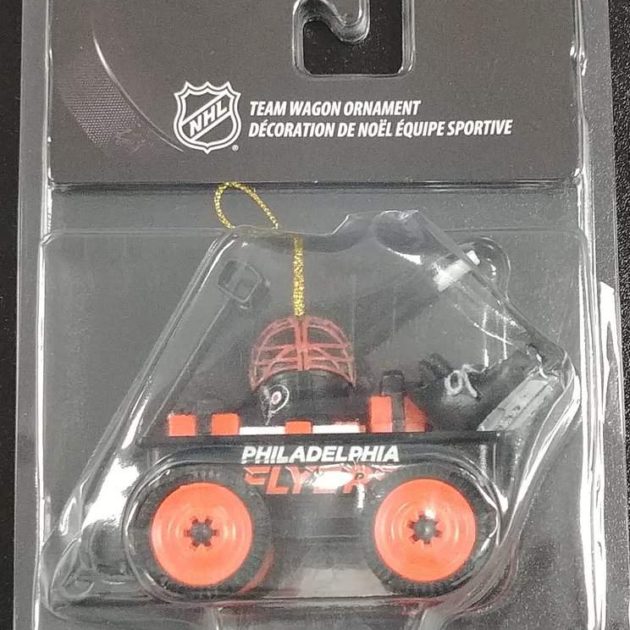 NHL
TEAM WAGON ORNAMENT
DÉCORATION DE NOËL ÉQUIPE SPORTIVE
PHILADELPHIA
FLYERS